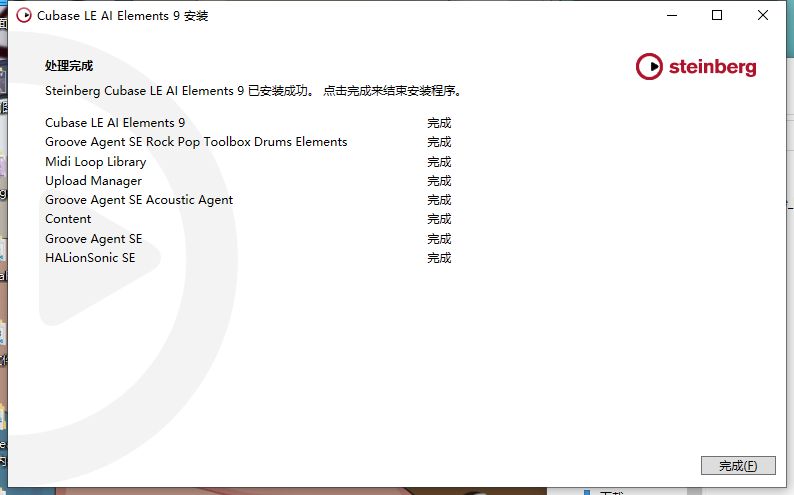 Cubase LE AI Elements 9 安装
处理完成
steinberg
Steinberg Cubase LE AI Elements 9 已安装成功。 点击完成来结束安装程序。
Cubase LE AI Elements 9 完成
Groove Agent SE Rock Pop Toolbox Drums Elements 完成
Midi Loop Library 完成
Upload Manager 完成
Groove Agent SE Acoustic Agent 完成
Content 完成
Groove Agent SE 完成
HALionSonic SE 完成
完成(F)